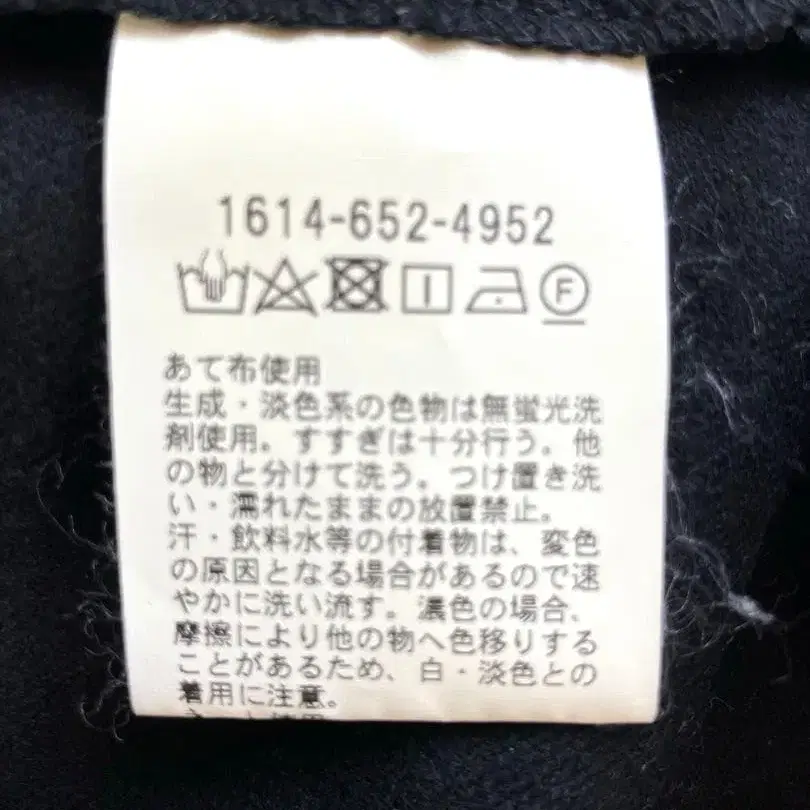 1614-652-4952
F
あて布使用
生成・淡色系の色物は無蛍光洗
剤使用。すすぎは十分行う。他
の物と分けて洗う。つけ置き洗
い・濡れたままの放置禁止。
汗・飲料水等の付着物は、変色
の原因となる場合があるので速
やかに洗い流す。濃色の場合、
摩擦により他の物へ色移りする
ことがあるため、白・淡色との
着用に注意。